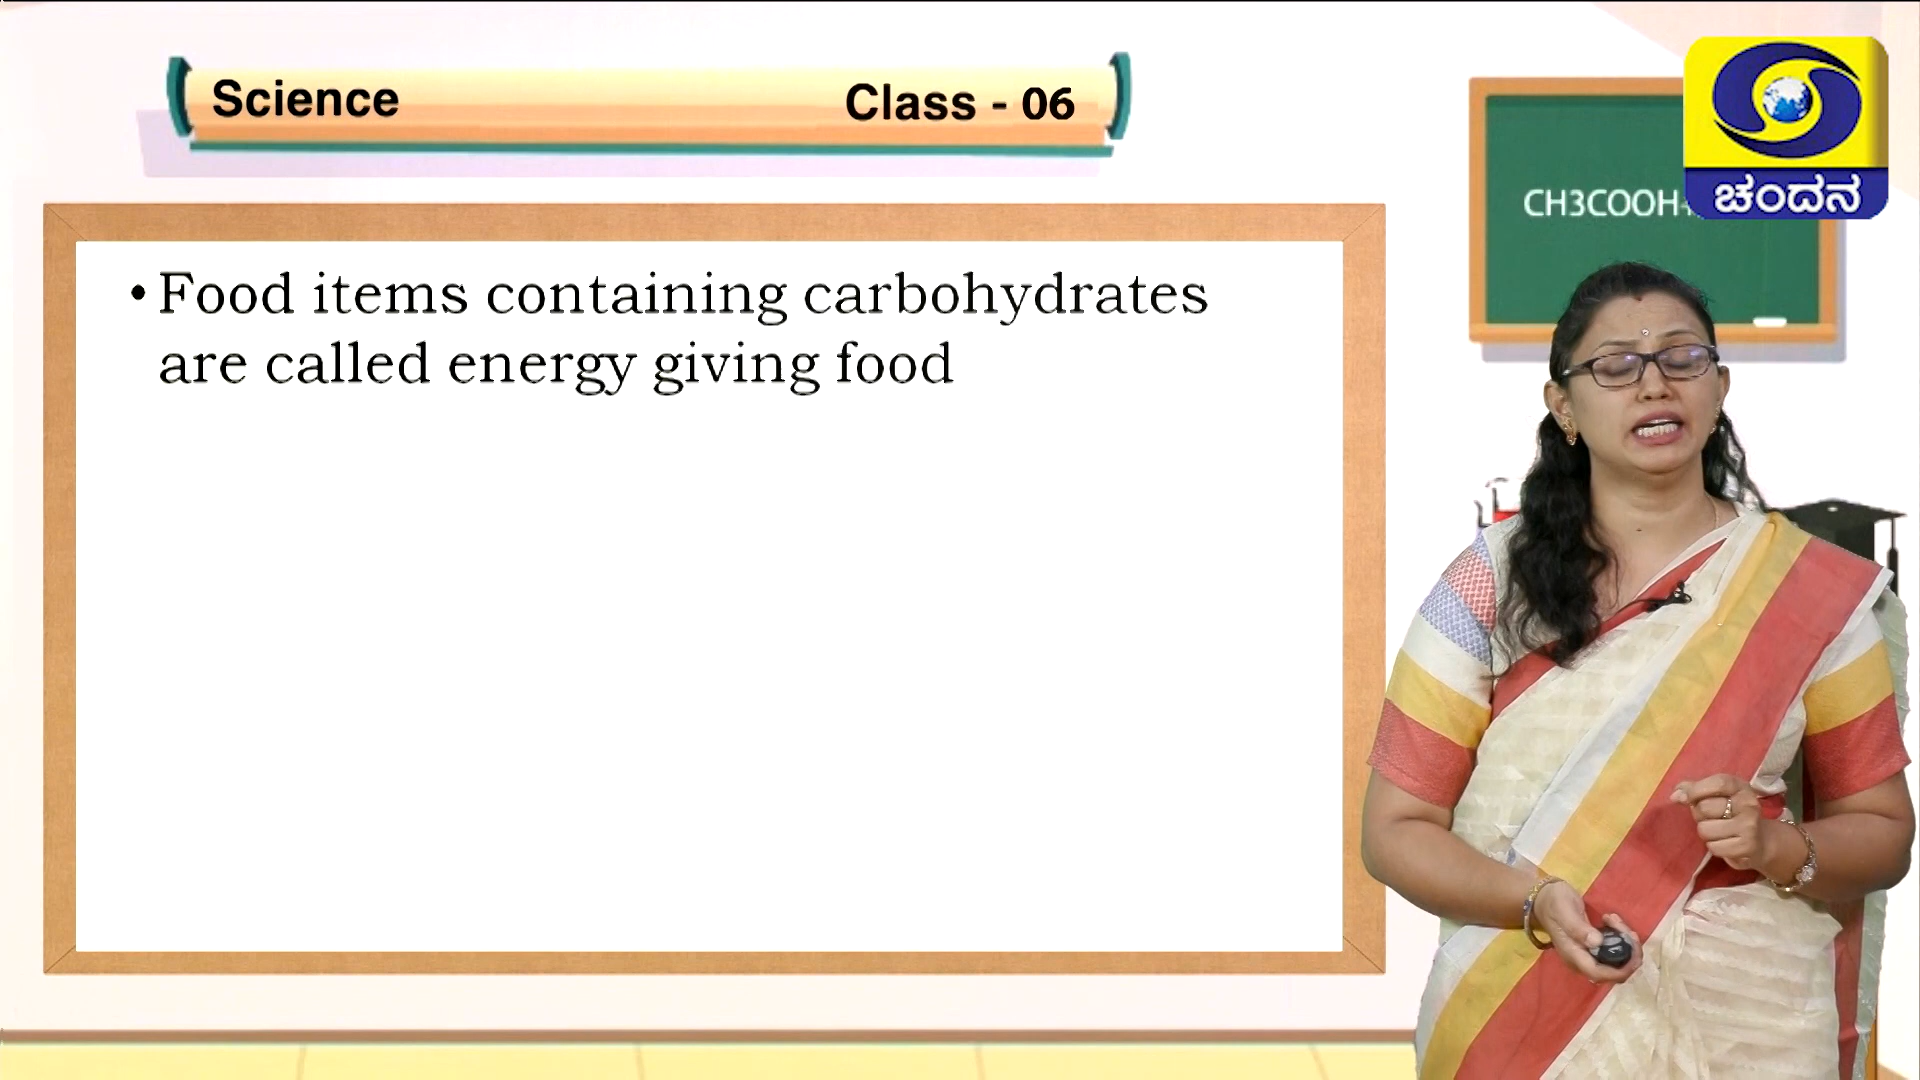 Science
Class - 06
CH3COOH+
ಚಂದನ
• Food items containing carbohydrates
are called energy giving food